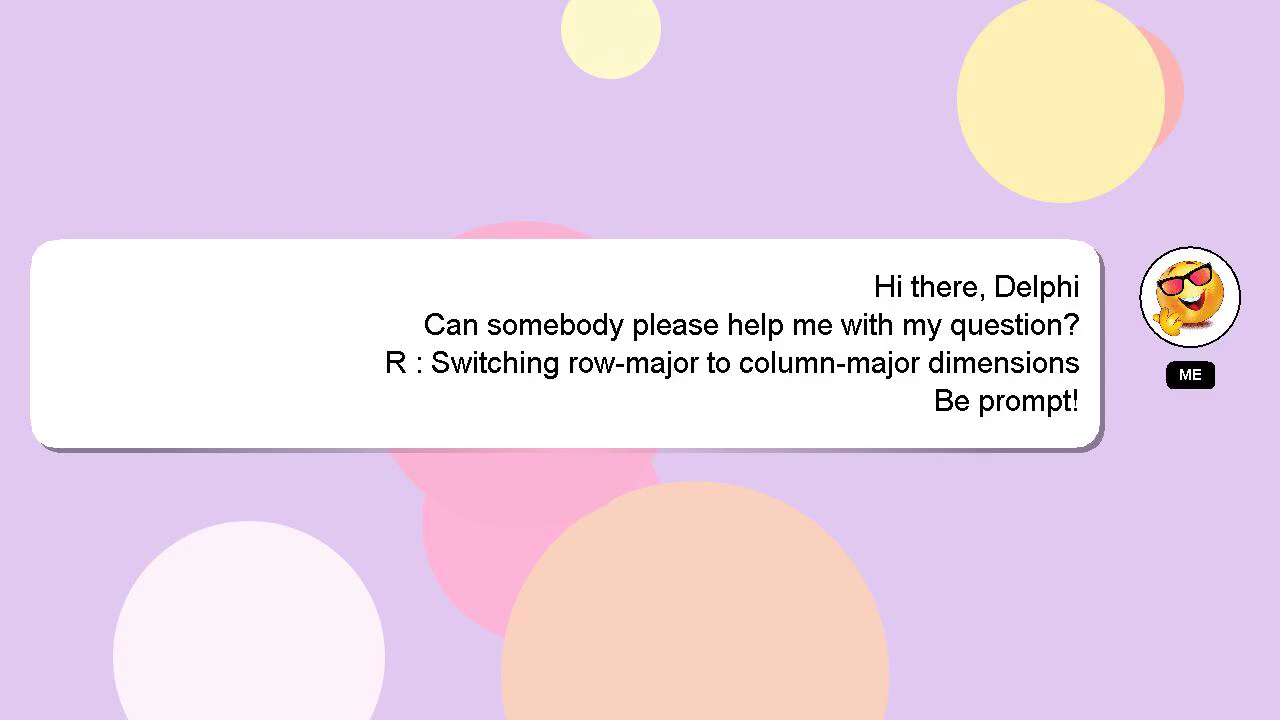 Hi there, Delphi
Can somebody please help me with my question?
R : Switching row-major to column-major dimensions
Be prompt!
ME